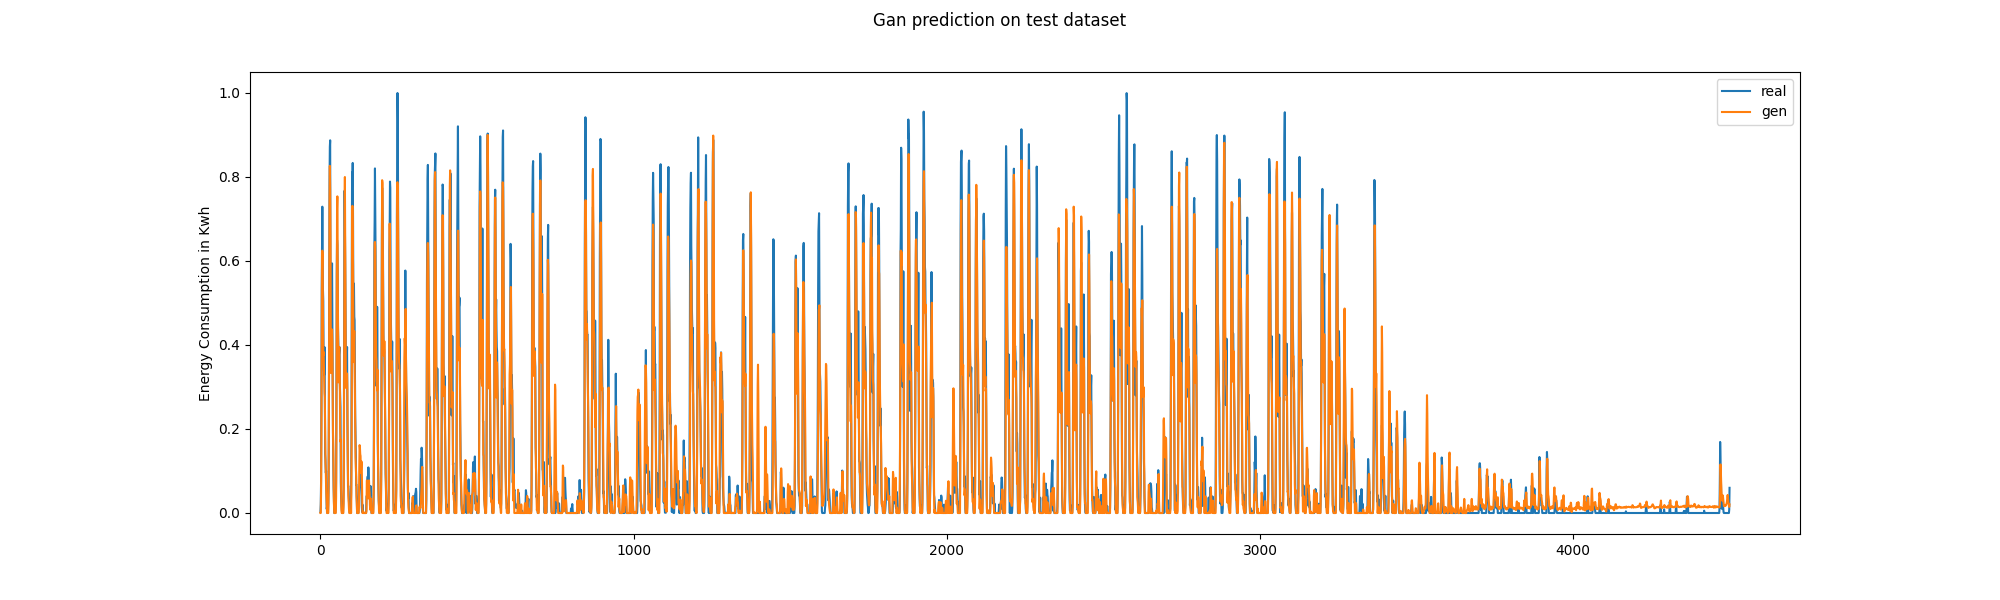 Gan prediction on test dataset
real
gen
Energy Consumption in Kwh
1.0
0.8
0.6
0.4
0.2
0.0
0 1000 2000 3000 4000